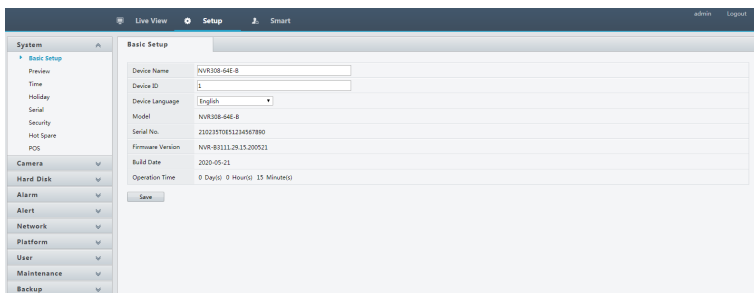 Live View Setup Smart admin Logout
System
Basic Setup
Preview
Time
Holiday
Serial
Security
Hot Spare
POS
Camera
Hard Disk
Alarm
Alert
Network
Platform
User
Maintenance
Backup
Basic Setup
Device Name NVR308-64E-B
Device ID 1
Device Language English
Model NVR308-64E-B
Serial No. 210235T0E51234567890
Firmware Version NVR-B3111.29.15.200521
Build Date 2020-05-21
Operation Time 0 Day(s) 0 Hour(s) 15 Minute(s)
Save